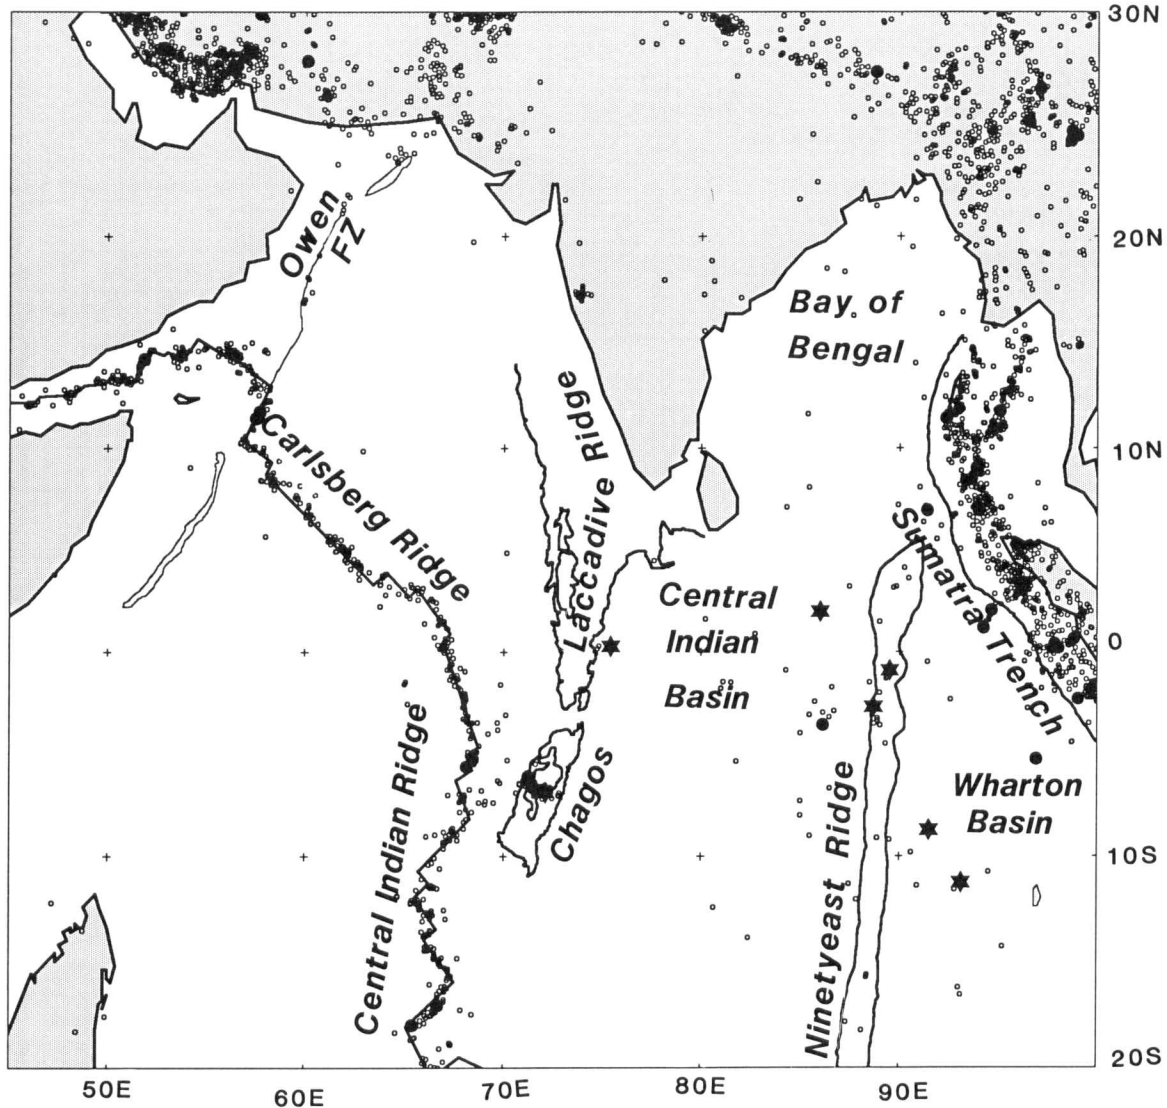 30N
Owen
FZ
20N
Bay of
Bengal
Carlsberg Ridge
Laccadive Ridge
10N
Sumatra Trench
Central
Indian
Basin
0
Central Indian Ridge
Chagos
Ninetyeast Ridge
Wharton
Basin
10S
20S
50E
60E
70E
80E
90E